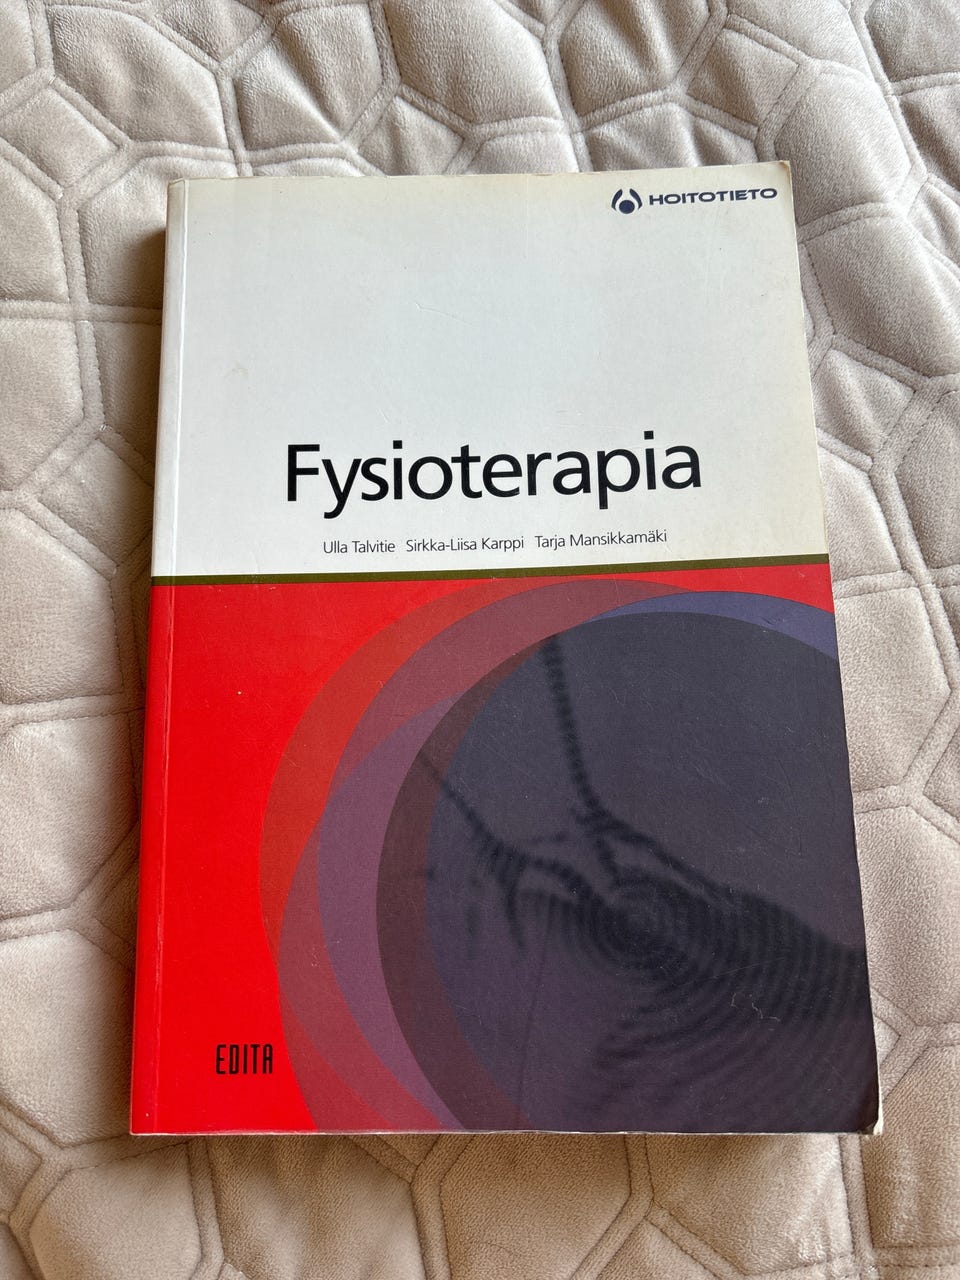 HOITOTIETO
Fysioterapia
Ulla Talvitie Sirkka-Liisa Karppi Tarja Mansikkamäki
EDITA